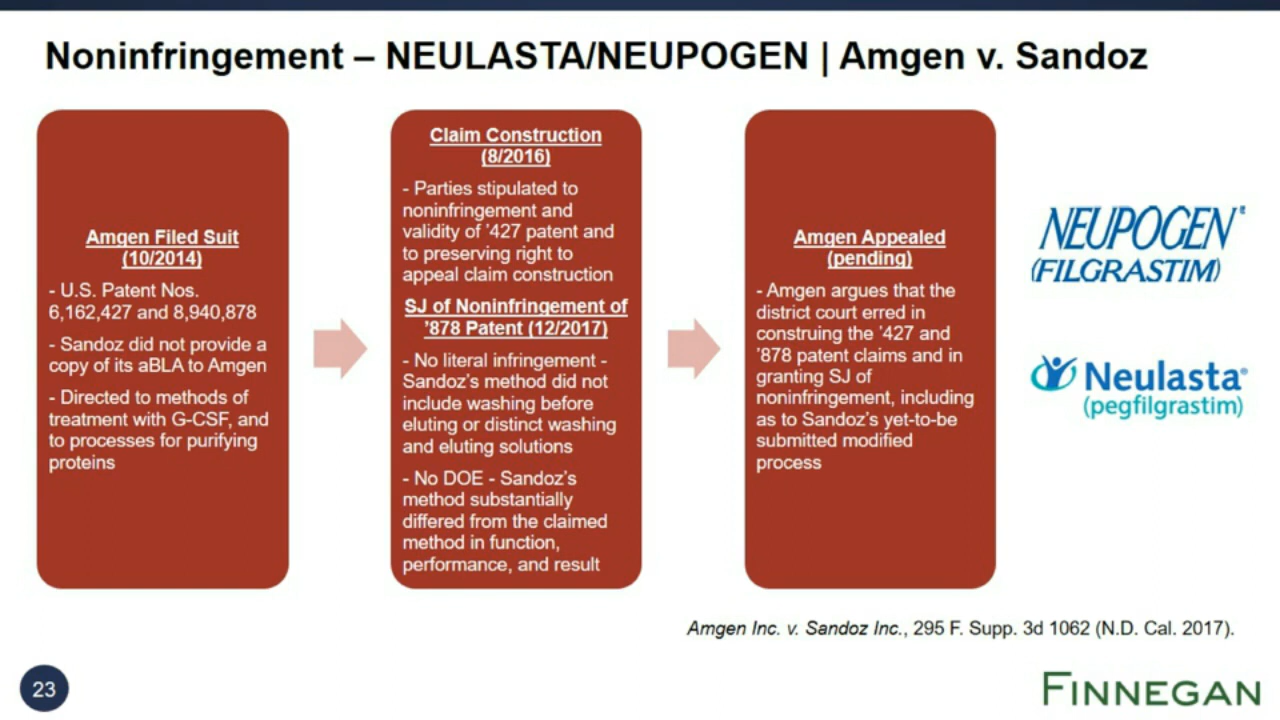 Noninfringement – NEULASTA/NEUPOGEN | Amgen v. Sandoz
Amgen Filed Suit
(10/2014)
- U.S. Patent Nos.
6,162,427 and 8,940,878
- Sandoz did not provide a
copy of its aBLA to Amgen
- Directed to methods of
treatment with G-CSF, and
to processes for purifying
proteins
Claim Construction
(8/2016)
- Parties stipulated to
noninfringement and
validity of ’427 patent and
to preserving right to
appeal claim construction
SJ of Noninfringement of
’878 Patent (12/2017)
- No literal infringement -
Sandoz’s method did not
include washing before
eluting or distinct washing
and eluting solutions
- No DOE - Sandoz’s
method substantially
differed from the claimed
method in function,
performance, and result
Amgen Appealed
(pending)
- Amgen argues that the
district court erred in
construing the ’427 and
’878 patent claims and in
granting SJ of
noninfringement, including
as to Sandoz’s yet-to-be
submitted modified
process
NEUPOGEN®
(FILGRASTIM)
Neulasta®
(pegfilgrastim)
Amgen Inc. v. Sandoz Inc., 295 F. Supp. 3d 1062 (N.D. Cal. 2017).
23
FINNEGAN